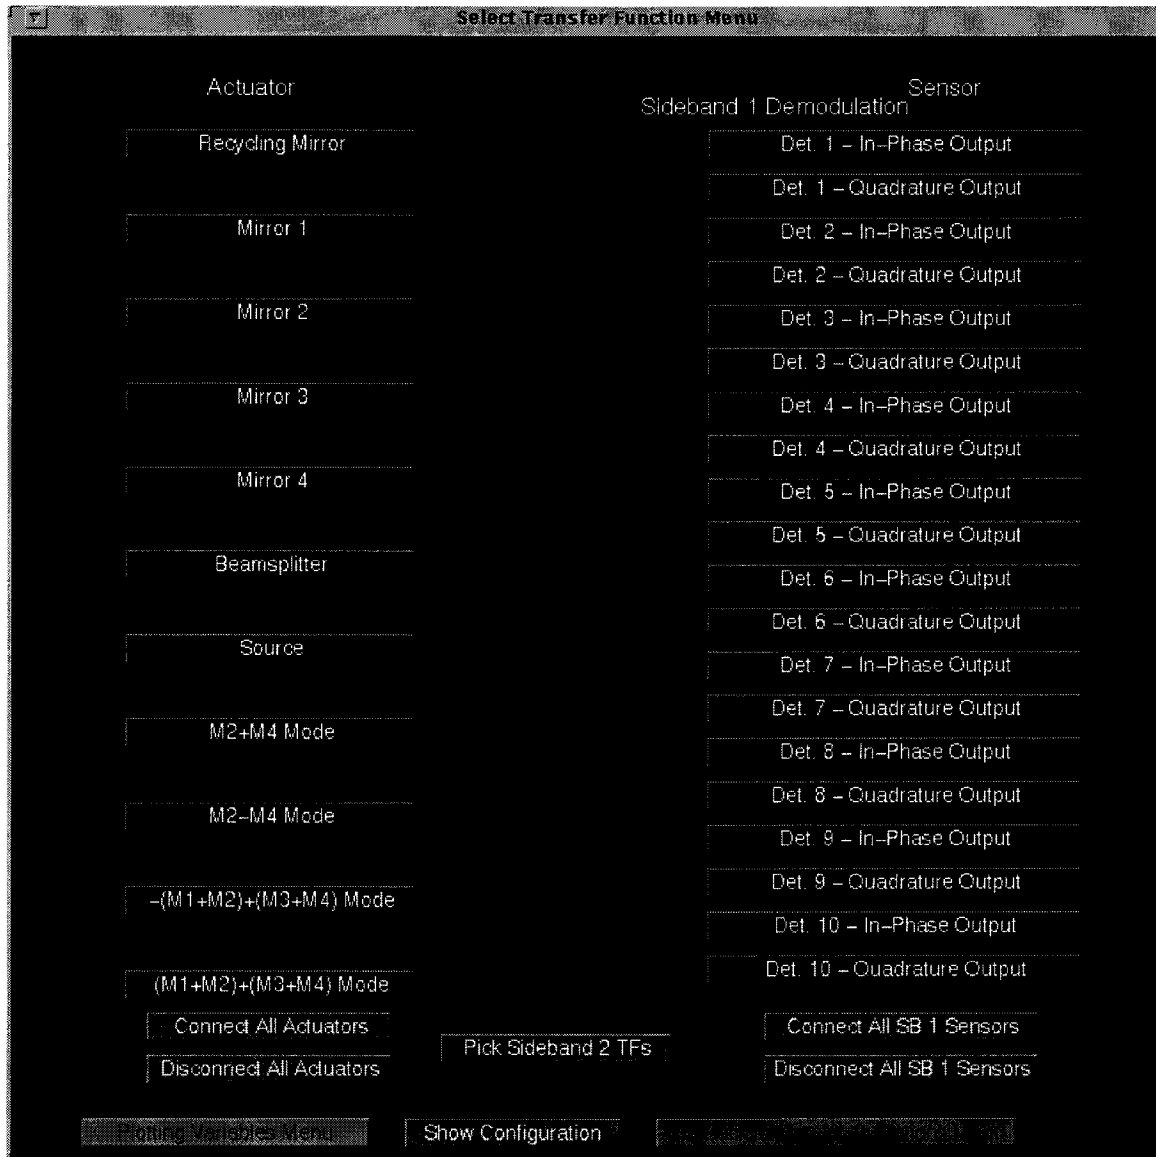 Select Transfer Function Menu
Actuator
Sensor
Sideband 1 Demodulation
Recycling Mirror
Mirror 1
Mirror 2
Mirror 3
Mirror 4
Beamsplitter
Source
M2+M4 Mode
M2-M4 Mode
-(M1+M2)+(M3+M4) Mode
(M1+M2)+(M3+M4) Mode
Connect All Actuators
Disconnect All Actuators
Det. 1 - In-Phase Output
Det. 1 - Quadrature Output
Det. 2 - In-Phase Output
Det. 2 - Quadrature Output
Det. 3 - In-Phase Output
Det. 3 - Quadrature Output
Det. 4 - In-Phase Output
Det. 4 - Quadrature Output
Det. 5 - In-Phase Output
Det. 5 - Quadrature Output
Det. 6 - In-Phase Output
Det. 6 - Quadrature Output
Det. 7 - In-Phase Output
Det. 7 - Quadrature Output
Det. 8 - In-Phase Output
Det. 8 - Quadrature Output
Det. 9 - In-Phase Output
Det. 9 - Quadrature Output
Det. 10 - In-Phase Output
Det. 10 - Quadrature Output
Connect All SB 1 Sensors
Disconnect All SB 1 Sensors
Pick Sideband 2 TFs
Plotting Variables Menu
Show Configuration